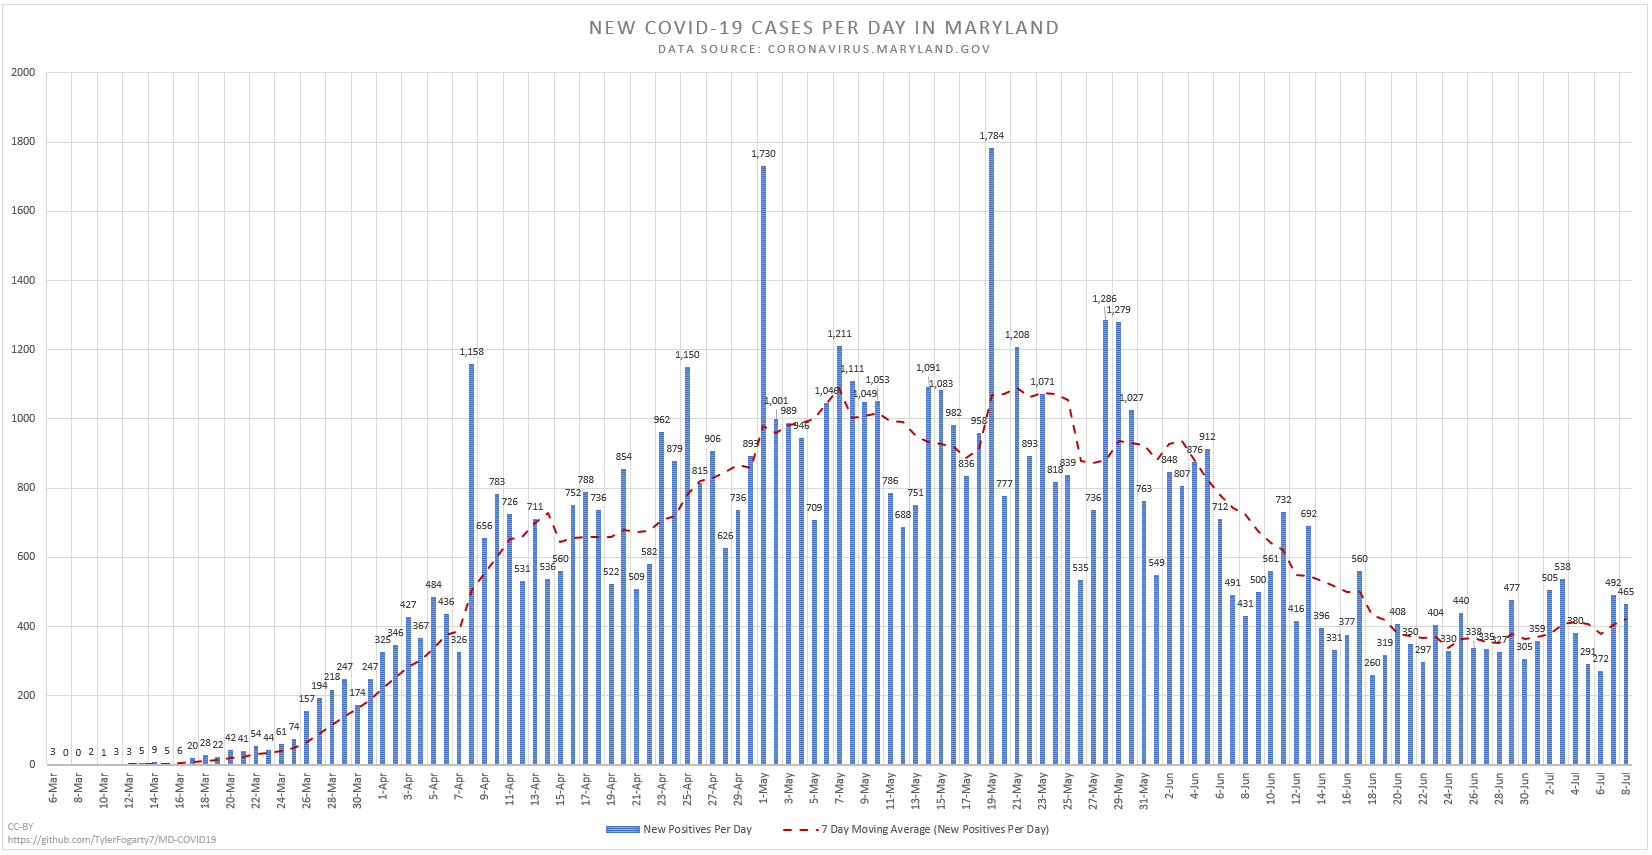 NEW COVID-19 CASES PER DAY IN MARYLAND
DATA SOURCE: CORONAVIRUS.MARYLAND.GOV
2000
1800
1600
1400
1200
1000
800
600
400
200
0
3 0 0 2 1 3 3 5 9 5 6 20 28 22 42 41 54 44 61 74 157 194 218 247 174 247 325 346 427 367 484 436 326 1,158 656 783 726 531 711 536 560 752 788 736 522 854 509 582 962 879 1,150 815 906 626 736 893 1,730 1,001 989 946 709 1,046 1,211 1,111 1,049 1,053 786 688 751 1,091 1,083 982 836 958 1,784 777 1,208 893 1,071 818 839 535 736 1,286 1,279 1,027 763 549 848 807 876 912 712 491 431 500 561 732 416 692 396 331 377 560 260 319 408 350 297 404 330 440 338 335 327 477 305 359 505 538 380 291 272 492 465
6-Mar 8-Mar 10-Mar 12-Mar 14-Mar 16-Mar 18-Mar 20-Mar 22-Mar 24-Mar 26-Mar 28-Mar 30-Mar 1-Apr 3-Apr 5-Apr 7-Apr 9-Apr 11-Apr 13-Apr 15-Apr 17-Apr 19-Apr 21-Apr 23-Apr 25-Apr 27-Apr 29-Apr 1-May 3-May 5-May 7-May 9-May 11-May 13-May 15-May 17-May 19-May 21-May 23-May 25-May 27-May 29-May 31-May 2-Jun 4-Jun 6-Jun 8-Jun 10-Jun 12-Jun 14-Jun 16-Jun 18-Jun 20-Jun 22-Jun 24-Jun 26-Jun 28-Jun 30-Jun 2-Jul 4-Jul 6-Jul 8-Jul
New Positives Per Day
7 Day Moving Average (New Positives Per Day)
CC-BY
https://github.com/TylerFogarty7/MD-COVID19